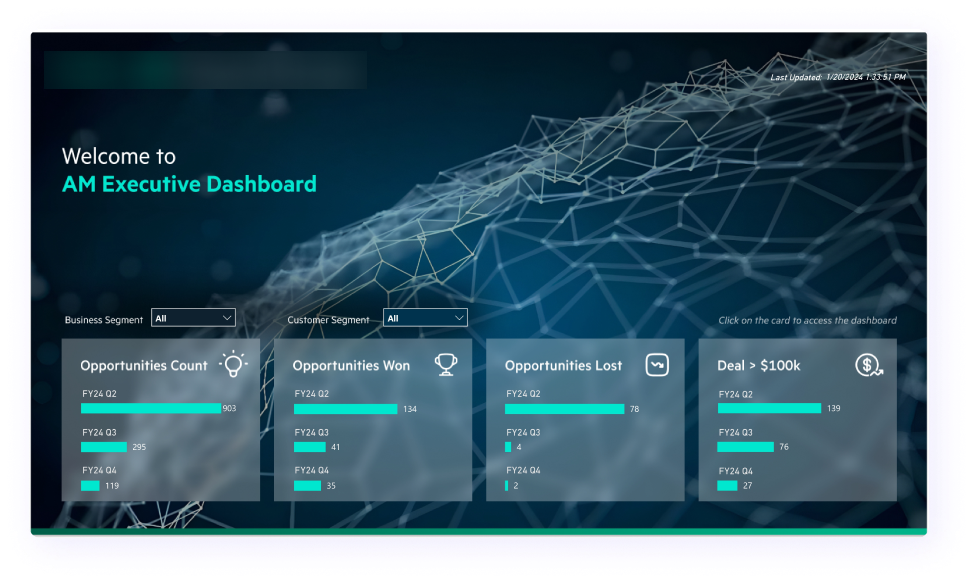 Last Updated: 1/20/2024 1:33:51 PM
Welcome to
AM Executive Dashboard
Business Segment All
Customer Segment All
Click on the card to access the dashboard
Opportunities Count
FY24 Q2
903
FY24 Q3
295
FY24 Q4
119
Opportunities Won
FY24 Q2
134
FY24 Q3
41
FY24 Q4
35
Opportunities Lost
FY24 Q2
78
FY24 Q3
4
FY24 Q4
2
Deal > $100k
FY24 Q2
139
FY24 Q3
76
FY24 Q4
27